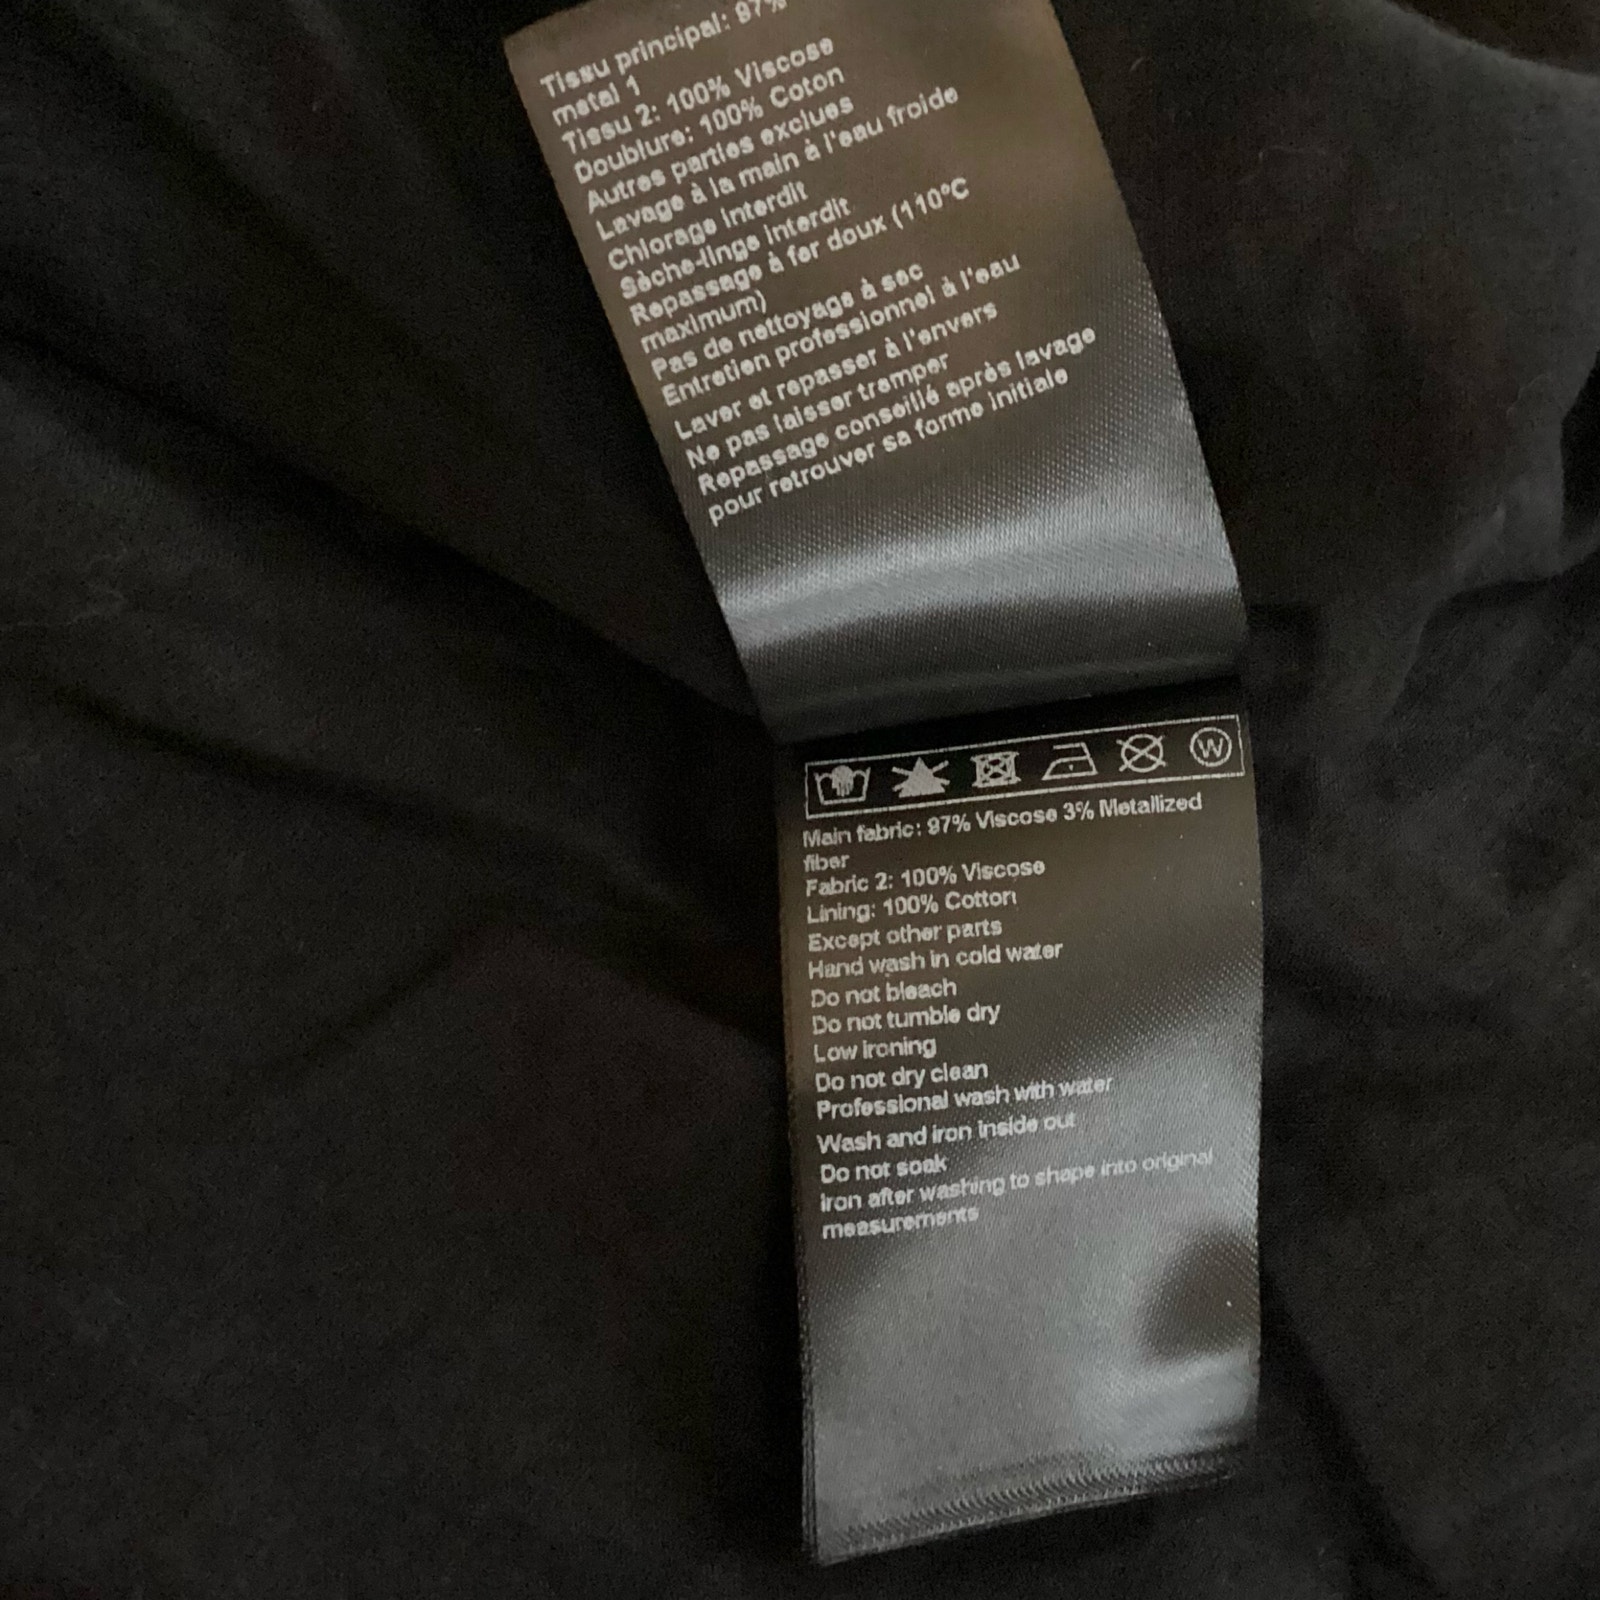 Tissu principal: 97%
metal 1
Tissu 2: 100% Viscose
Doublure: 100% Coton
Autres parties exclues
Lavage à la main à l'eau froide
Chlorage interdit
Sèche-linge interdit
Repassage à fer doux (110°C
maximum)
Pas de nettoyage à sec
Entretien professionnel à l'eau
Laver et repasser à l'envers
Ne pas laisser tremper
Repassage conseillé après lavage
pour retrouver sa forme initiale
W
Main fabric: 97% Viscose 3% Metallized
fiber
Fabric 2: 100% Viscose
Lining: 100% Cotton
Except other parts
Hand wash in cold water
Do not bleach
Do not tumble dry
Low ironing
Do not dry clean
Professional wash with water
Wash and iron inside out
Do not soak
Iron after washing to shape into original
measurements